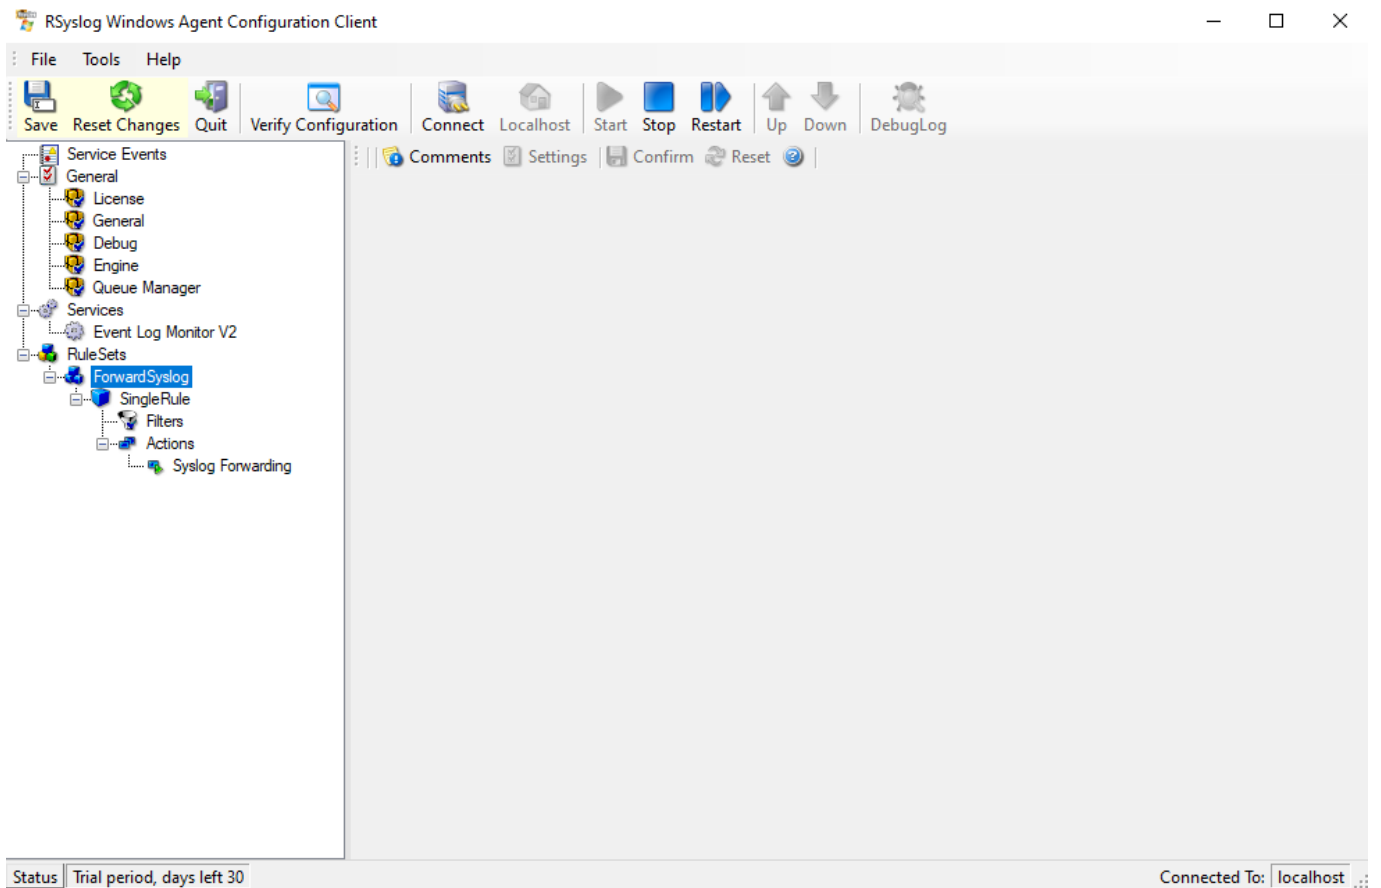 RSyslog Windows Agent Configuration Client
File Tools Help
Save Reset Changes Quit Verify Configuration Connect Localhost Start Stop Restart Up Down DebugLog
Service Events
General
License
General
Debug
Engine
Queue Manager
Services
Event Log Monitor V2
RuleSets
ForwardSyslog
SingleRule
Filters
Actions
Syslog Forwarding
Comments Settings Confirm Reset
Status Trial period, days left 30 Connected To: localhost